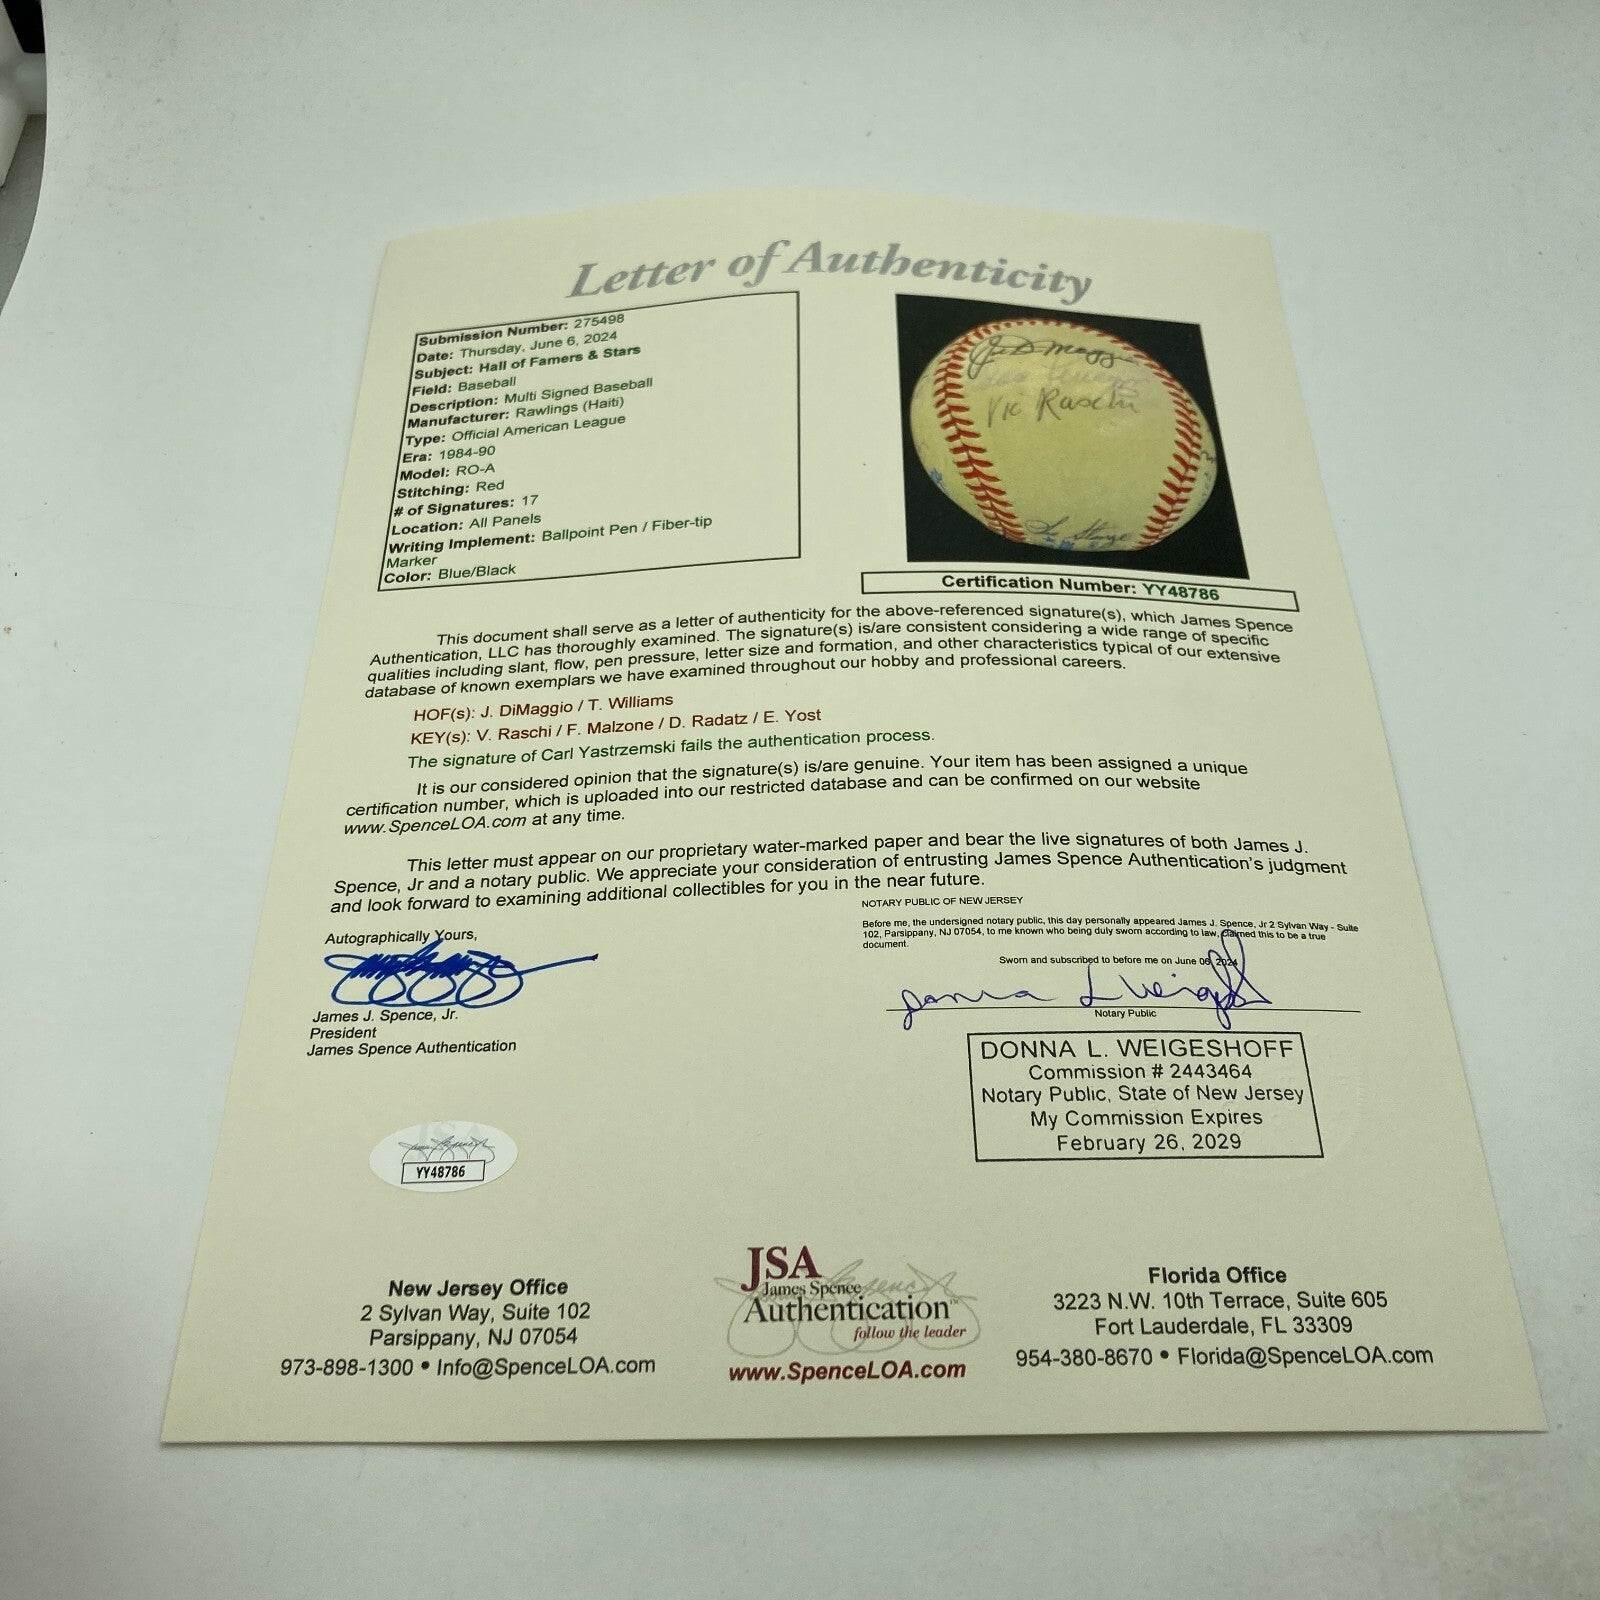 Letter of Authenticity
Submission Number: 275498
Date: Thursday, June 6, 2024
Subject: Hall of Famers & Stars
Field: Baseball
Description: Multi Signed Baseball
Manufacturer: Rawlings (Haiti)
Type: Official American League
Era: 1984-90
Model: RO-A
Stitching: Red
# of Signatures: 17
Location: All Panels
Writing Implement: Ballpoint Pen / Fiber-tip
Marker
Color: Blue/Black
Vic Raschi
Certification Number: YY48786
This document shall serve as a letter of authenticity for the above-referenced signature(s), which James Spence
Authentication, LLC has thoroughly examined. The signature(s) is/are consistent considering a wide range of specific
qualities including slant, flow, pen pressure, letter size and formation, and other characteristics typical of our extensive
database of known exemplars we have examined throughout our hobby and professional careers.
HOF(s): J. DiMaggio / T. Williams
KEY(s): V. Raschi / F. Malzone / D. Radatz / E. Yost
The signature of Carl Yastrzemski fails the authentication process.
It is our considered opinion that the signature(s) is/are genuine. Your item has been assigned a unique
certification number, which is uploaded into our restricted database and can be confirmed on our website
www.SpenceLOA.com at any time.
This letter must appear on our proprietary water-marked paper and bear the live signatures of both James J.
Spence, Jr and a notary public. We appreciate your consideration of entrusting James Spence Authentication's judgment
and look forward to examining additional collectibles for you in the near future.
NOTARY PUBLIC OF NEW JERSEY
Before me, the undersigned notary public, this day personally appeared James J. Spence, Jr 2 Sylvan Way - Suite
102, Parsippany, NJ 07054, to me known who being duly sworn according to law, claimed this to be a true
document.
Sworn and subscribed to before me on June 06, 2024
Notary Public
Autographically Yours,
James J. Spence, Jr.
President
James Spence Authentication
DONNA L. WEIGESHOFF
Commission # 2443464
Notary Public, State of New Jersey
My Commission Expires
February 26, 2029
JSA
YY48786
New Jersey Office
2 Sylvan Way, Suite 102
Parsippany, NJ 07054
973-898-1300 • Info@SpenceLOA.com
JSA
James Spence
Authentication™
follow the leader
www.SpenceLOA.com
Florida Office
3223 N.W. 10th Terrace, Suite 605
Fort Lauderdale, FL 33309
954-380-8670 • Florida@SpenceLOA.com